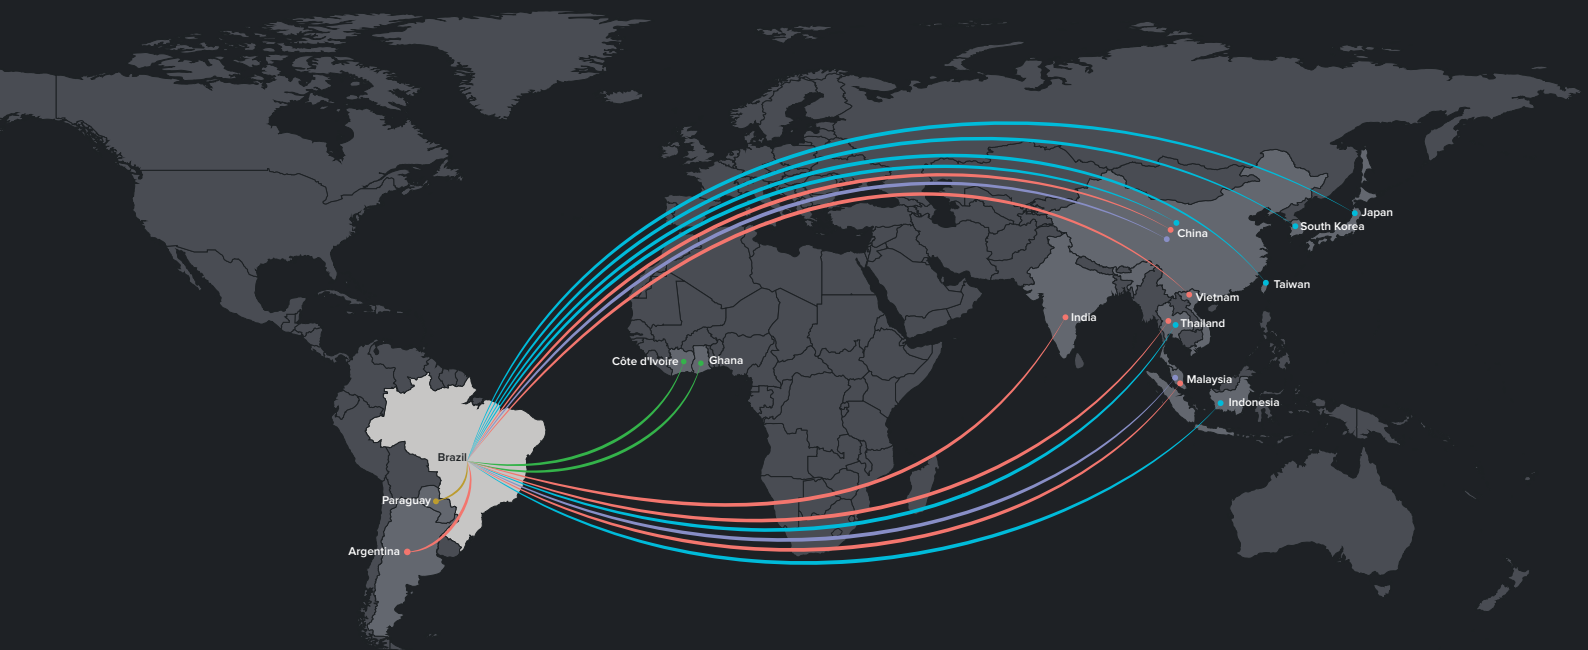 Japan
South Korea
China
Taiwan
Vietnam
India
Thailand
Côte d'Ivoire
Ghana
Malaysia
Indonesia
Brazil
Paraguay
Argentina